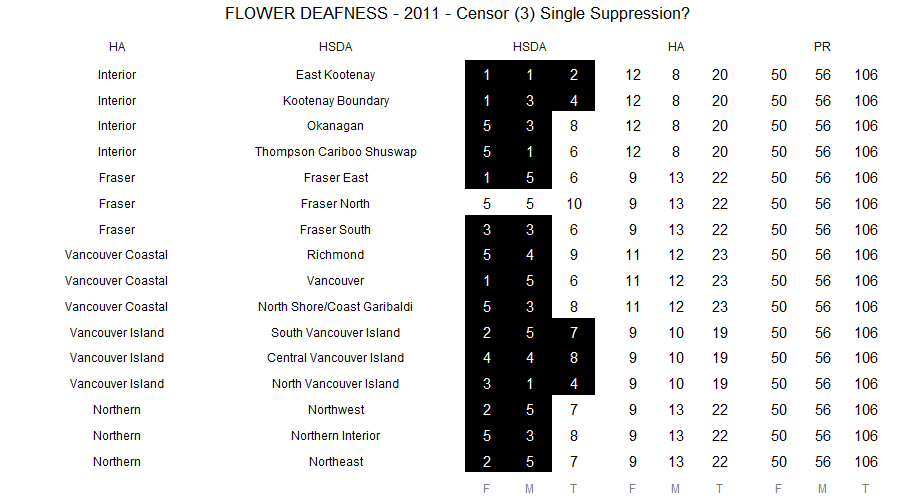 FLOWER DEAFNESS - 2011 - Censor (3) Single Suppression?
HA HSDA HSDA HA PR
Interior East Kootenay 1 1 2 12 8 20 50 56 106
Interior Kootenay Boundary 1 3 4 12 8 20 50 56 106
Interior Okanagan 5 3 8 12 8 20 50 56 106
Interior Thompson Cariboo Shuswap 5 1 6 12 8 20 50 56 106
Fraser Fraser East 1 5 6 9 13 22 50 56 106
Fraser Fraser North 5 5 10 9 13 22 50 56 106
Fraser Fraser South 3 3 6 9 13 22 50 56 106
Vancouver Coastal Richmond 5 4 9 11 12 23 50 56 106
Vancouver Coastal Vancouver 1 5 6 11 12 23 50 56 106
Vancouver Coastal North Shore/Coast Garibaldi 5 3 8 11 12 23 50 56 106
Vancouver Island South Vancouver Island 2 5 7 9 10 19 50 56 106
Vancouver Island Central Vancouver Island 4 4 8 9 10 19 50 56 106
Vancouver Island North Vancouver Island 3 1 4 9 10 19 50 56 106
Northern Northwest 2 5 7 9 13 22 50 56 106
Northern Northern Interior 5 3 8 9 13 22 50 56 106
Northern Northeast 2 5 7 9 13 22 50 56 106
F M T F M T F M T